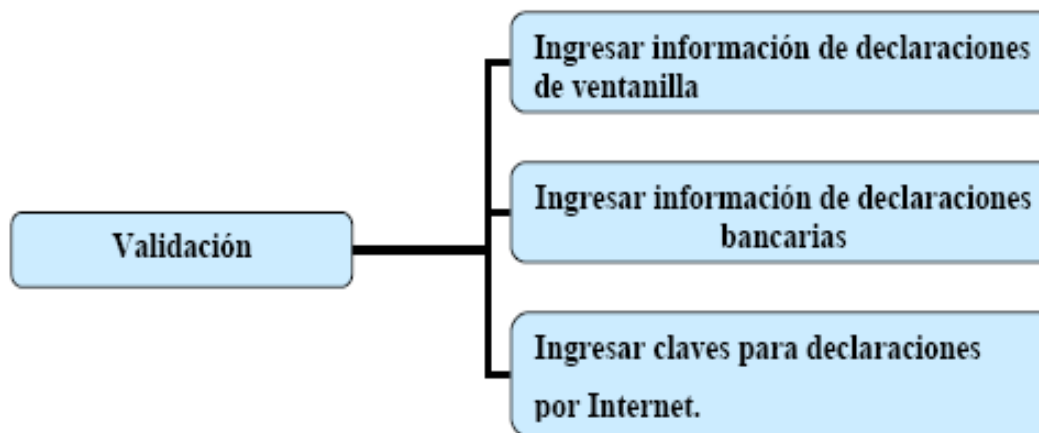 Ingresar información de declaraciones
de ventanilla
Ingresar información de declaraciones
bancarias
Validación
Ingresar claves para declaraciones
por Internet.